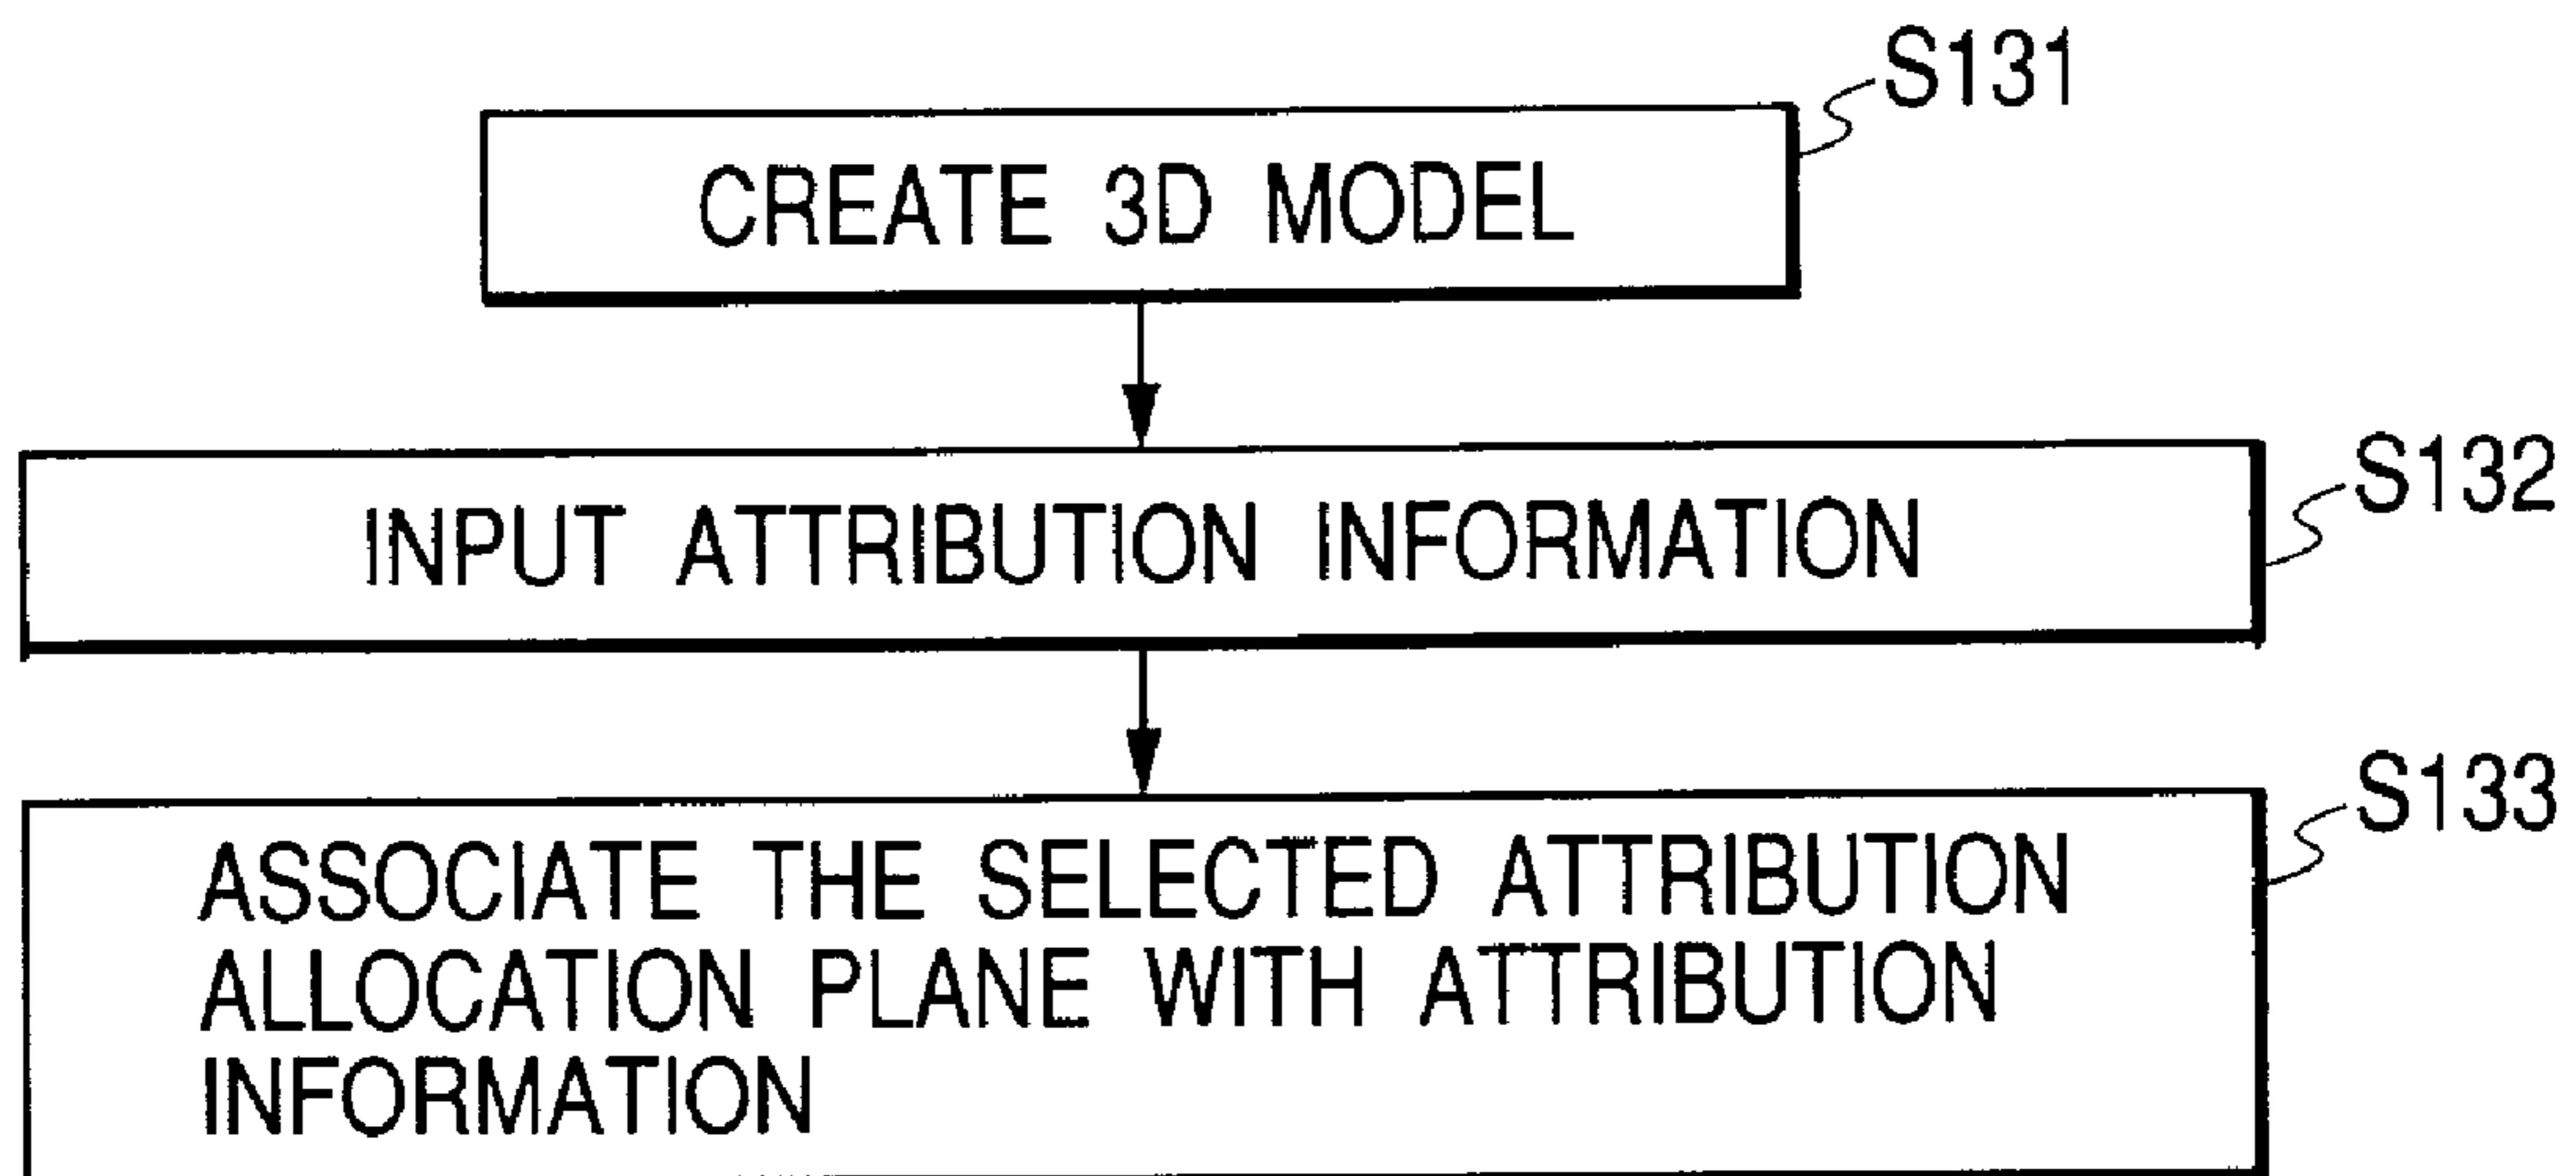 S131
CREATE 3D MODEL
S132
INPUT ATTRIBUTION INFORMATION
S133
ASSOCIATE THE SELECTED ATTRIBUTION
ALLOCATION PLANE WITH ATTRIBUTION
INFORMATION